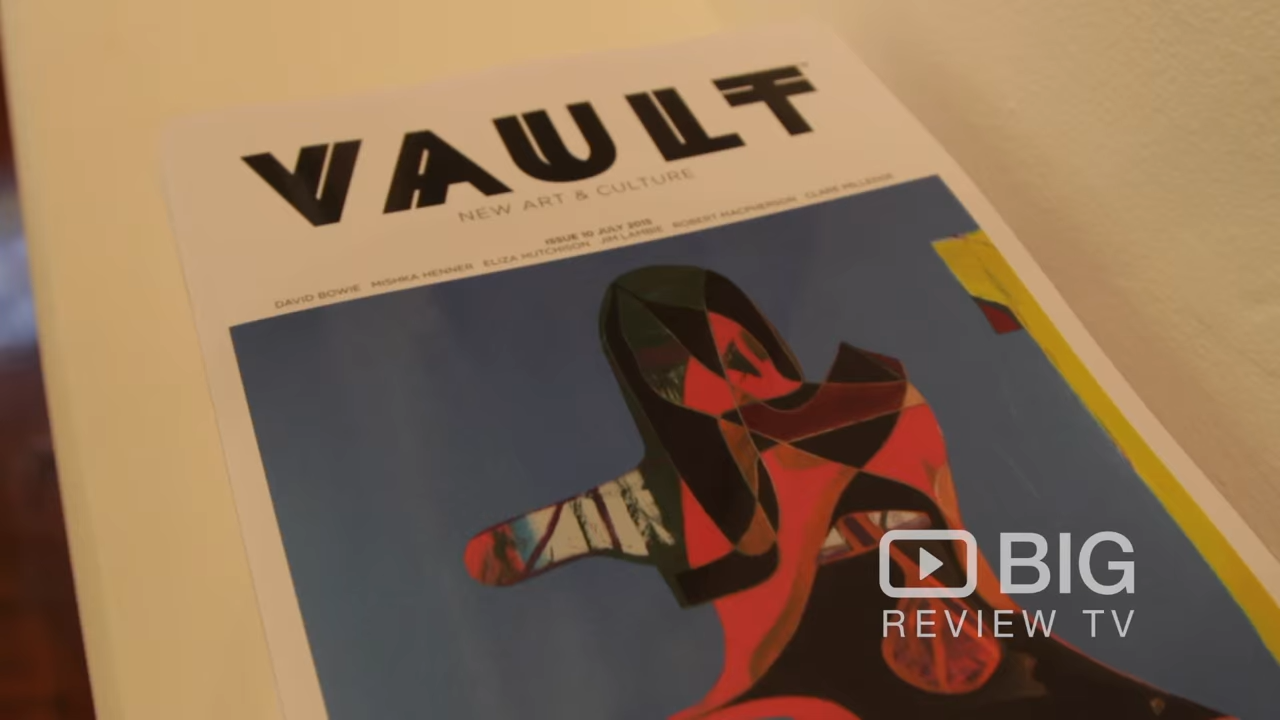 VAULT
NEW ART & CULTURE
ISSUE 10 JULY 2015
DAVID BOWIE MISHKA HENNER ELIZA HUTCHISON JIM LAMBIE ROBERT MACPHERSON CLARE MILLEDGE
BIG
REVIEW TV